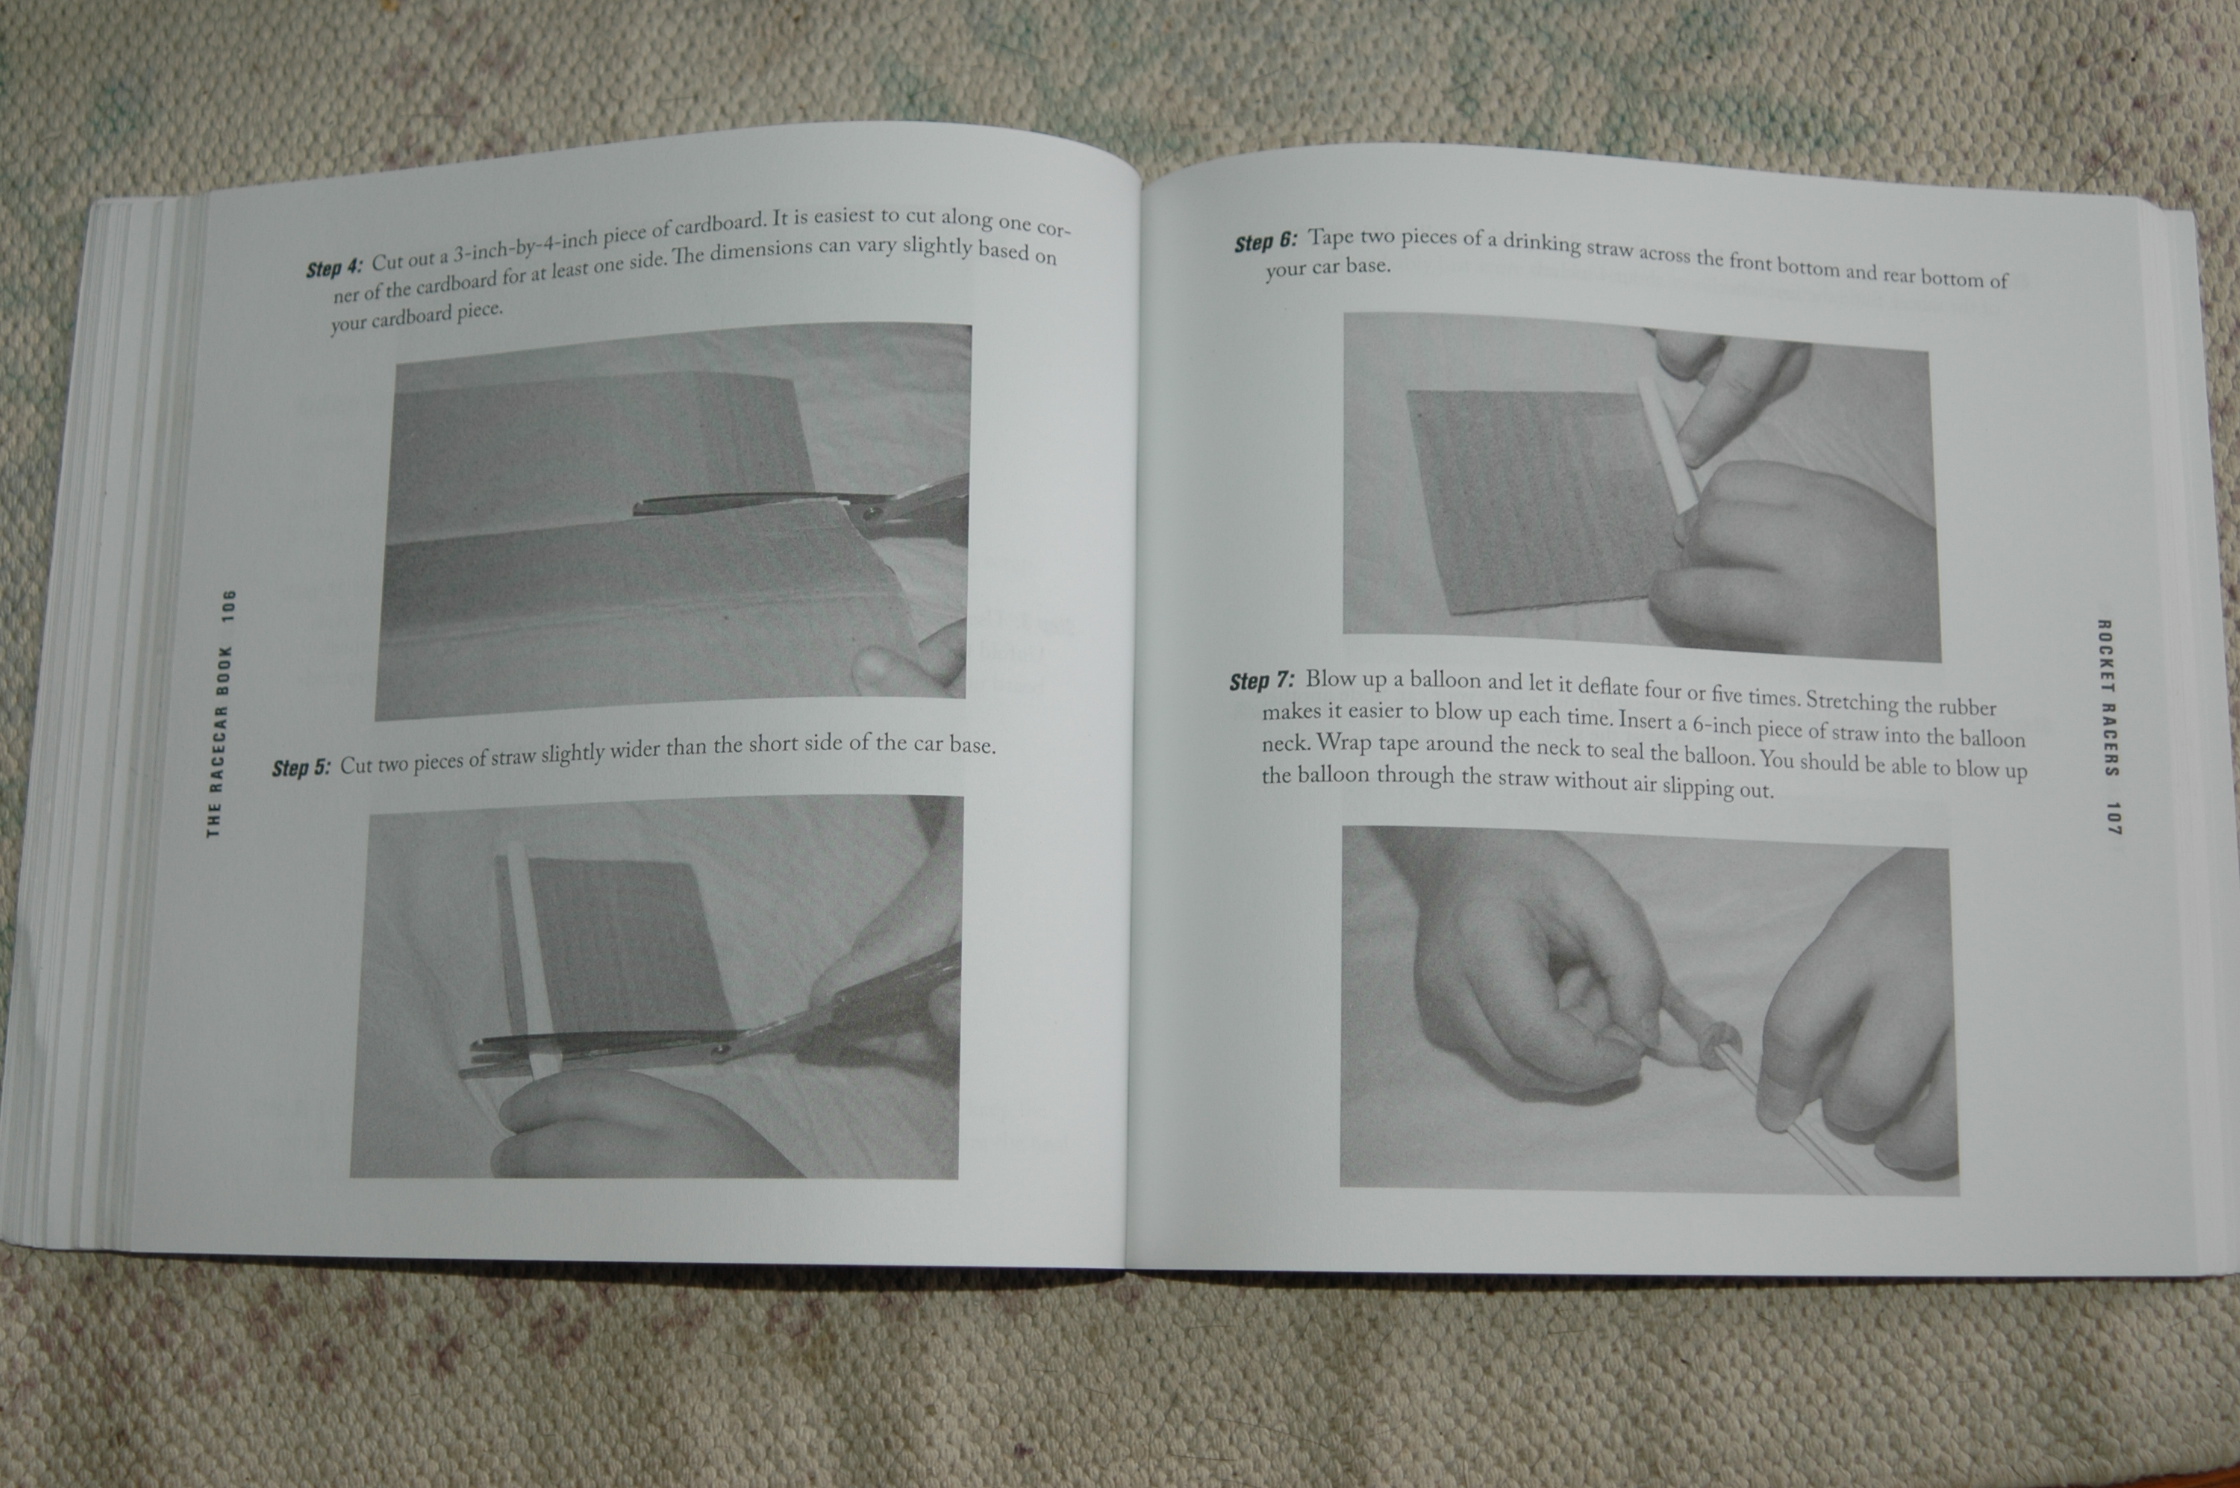 Step 4: Cut out a 3-inch-by-4-inch piece of cardboard. It is easiest to cut along one cor-
ner of the cardboard for at least one side. The dimensions can vary slightly based on
your cardboard piece.
Step 5: Cut two pieces of straw slightly wider than the short side of the car base.
THE RACECAR BOOK 106
Step 6: Tape two pieces of a drinking straw across the front bottom and rear bottom of
your car base.
Step 7: Blow up a balloon and let it deflate four or five times. Stretching the rubber
makes it easier to blow up each time. Insert a 6-inch piece of straw into the balloon
neck. Wrap tape around the neck to seal the balloon. You should be able to blow up
the balloon through the straw without air slipping out.
ROCKET RACERS 107